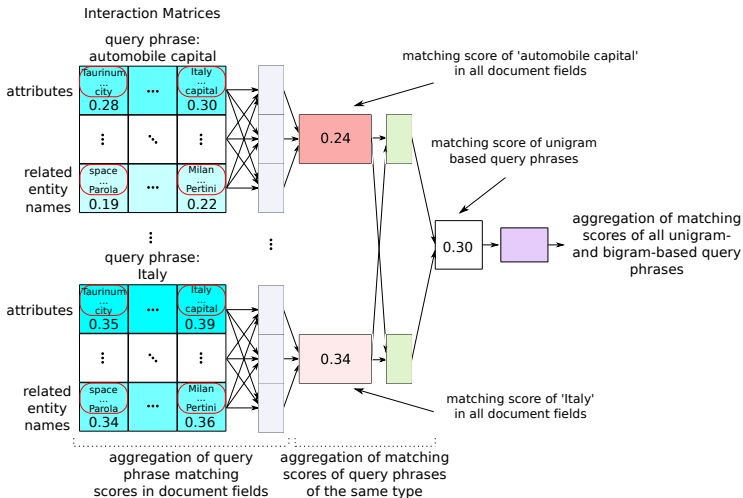 Interaction Matrices
query phrase:
automobile capital
attributes
Taurinum
...
city
0.28
...
Italy
...
capital
0.30
...
...
...
related
entity
names
space
...
Parola
0.19
...
Milan
...
Pertini
0.22
...
...
query phrase:
Italy
attributes
Taurinum
...
city
0.35
...
Italy
...
capital
0.39
...
...
...
related
entity
names
space
...
Parola
0.34
...
Milan
...
Pertini
0.36
0.24
0.34
0.30
matching score of 'automobile capital'
in all document fields
matching score of unigram
based query phrases
aggregation of matching
scores of all unigram-
and bigram-based query
phrases
matching score of 'Italy'
in all document fields
aggregation of query
phrase matching
scores in document fields
aggregation of matching
scores of query phrases
of the same type